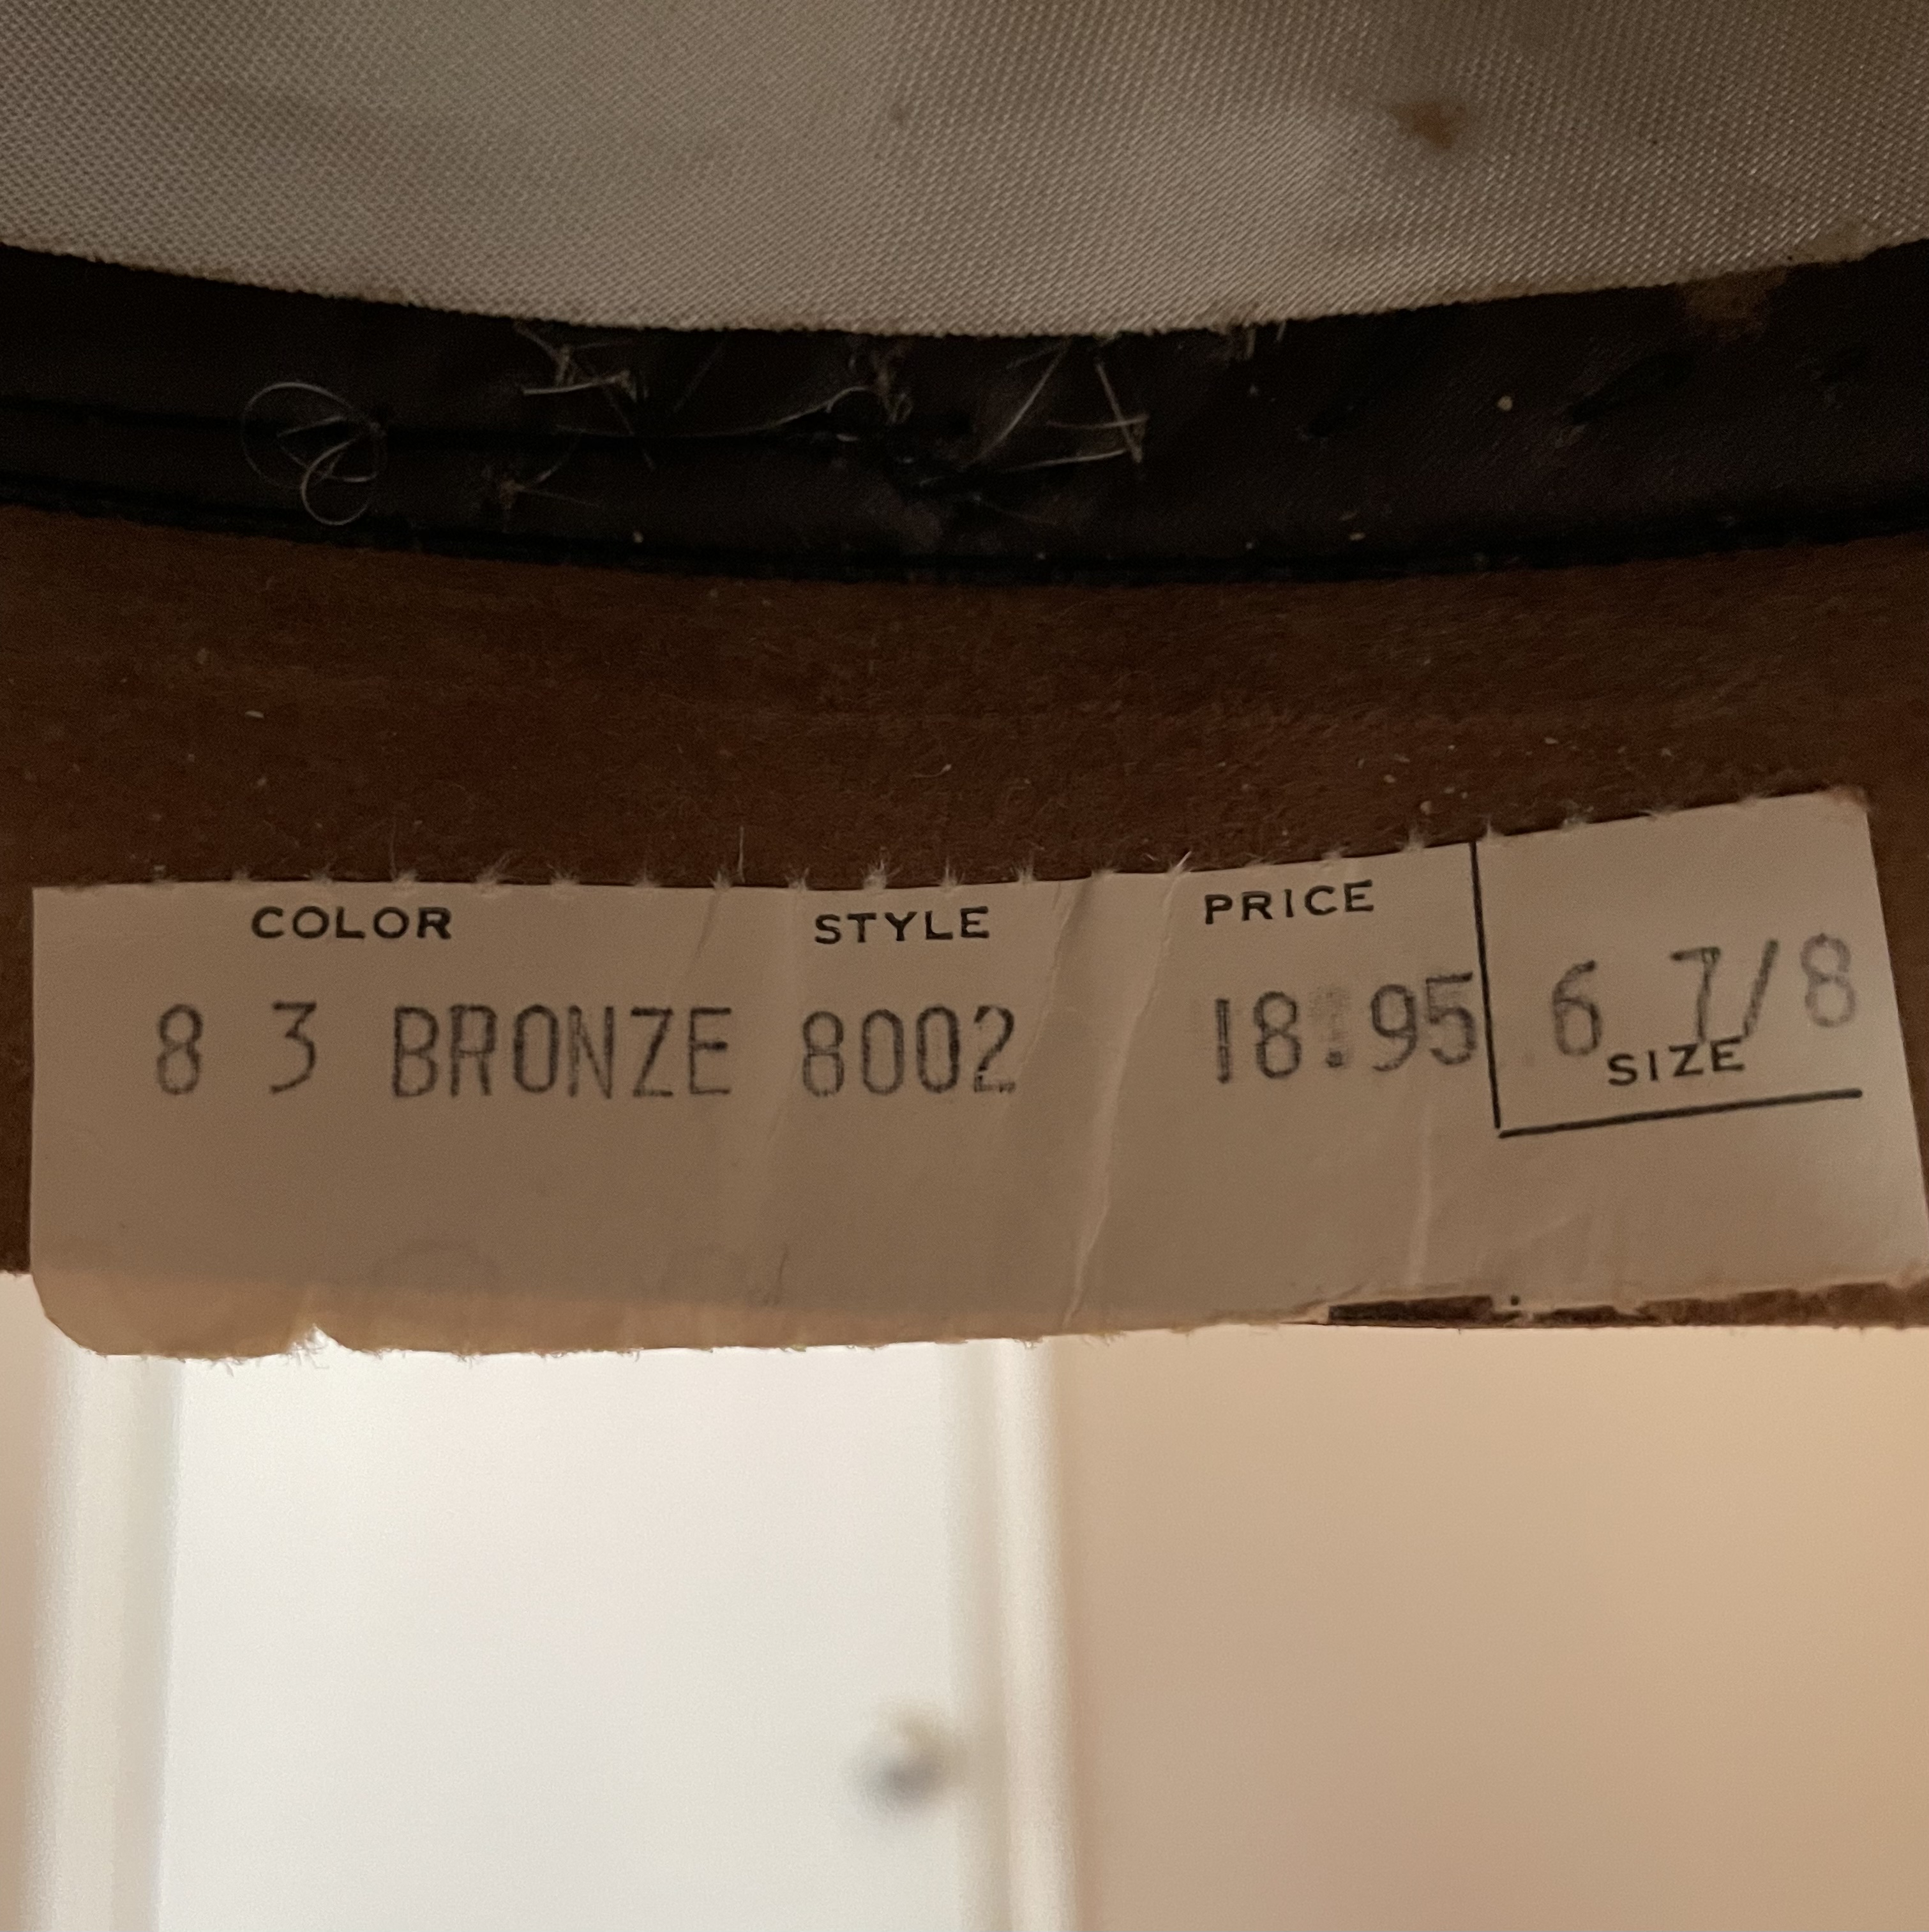 COLOR STYLE PRICE
8 3 BRONZE 8002 18.95 6 7/8
SIZE